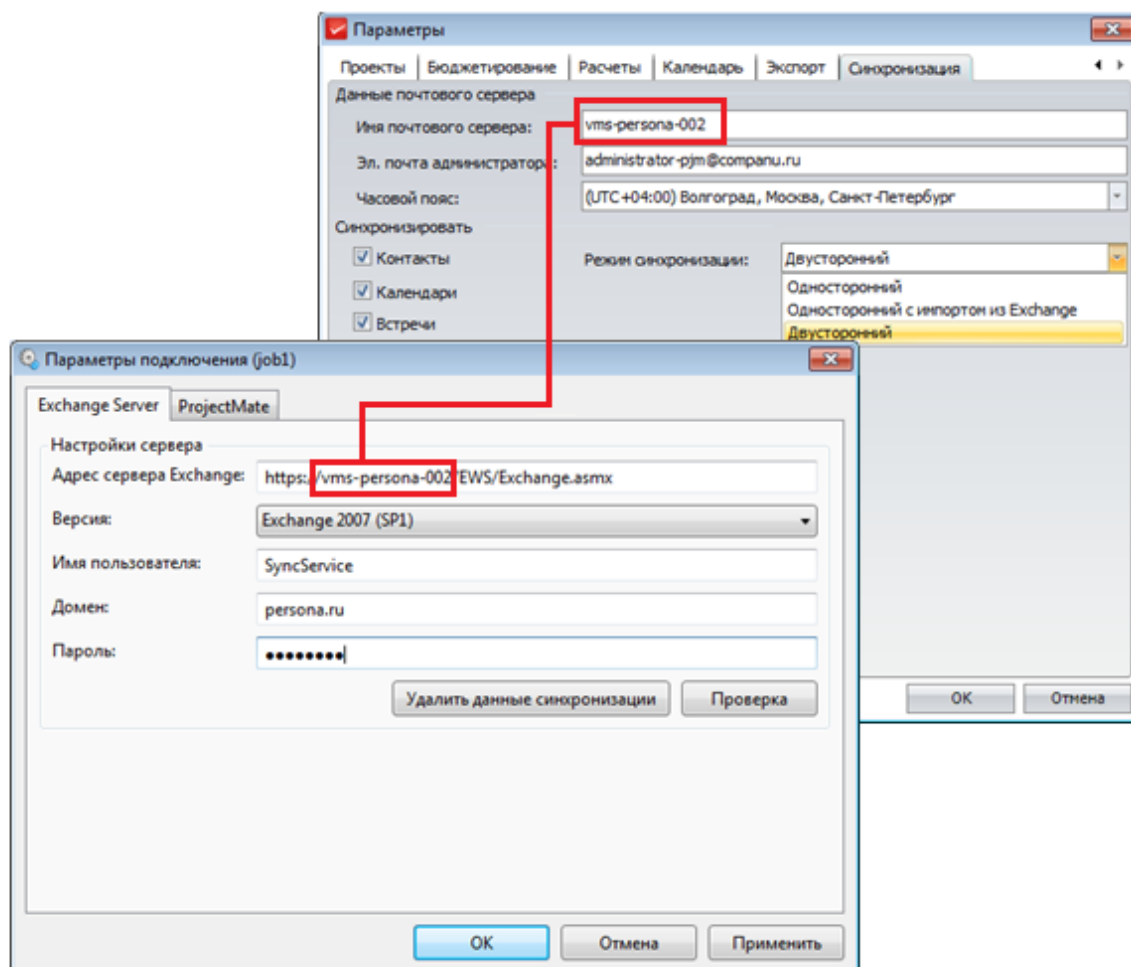 Параметры
Проекты Бюджетирование Расчеты Календарь Экспорт Синхронизация
Данные почтового сервера
Имя почтового сервера: vms-persona-002
Эл. почта администратора: administrator-pjm@companu.ru
Часовой пояс: (UTC+04:00) Волгоград, Москва, Санкт-Петербург
Синхронизировать
Контакты Режим синхронизации: Двусторонний
Календари Односторонний
Односторонний с импортом из Exchange
Встречи Двусторонний
Параметры подключения (job1)
Exchange Server ProjectMate
Настройки сервера
Адрес сервера Exchange: https://vms-persona-002/EWS/Exchange.asmx
Версия: Exchange 2007 (SP1)
Имя пользователя: SyncService
Домен: persona.ru
Пароль: ●●●●●●●●
Удалить данные синхронизации Проверка
ОК Отмена
ОК Отмена Применить